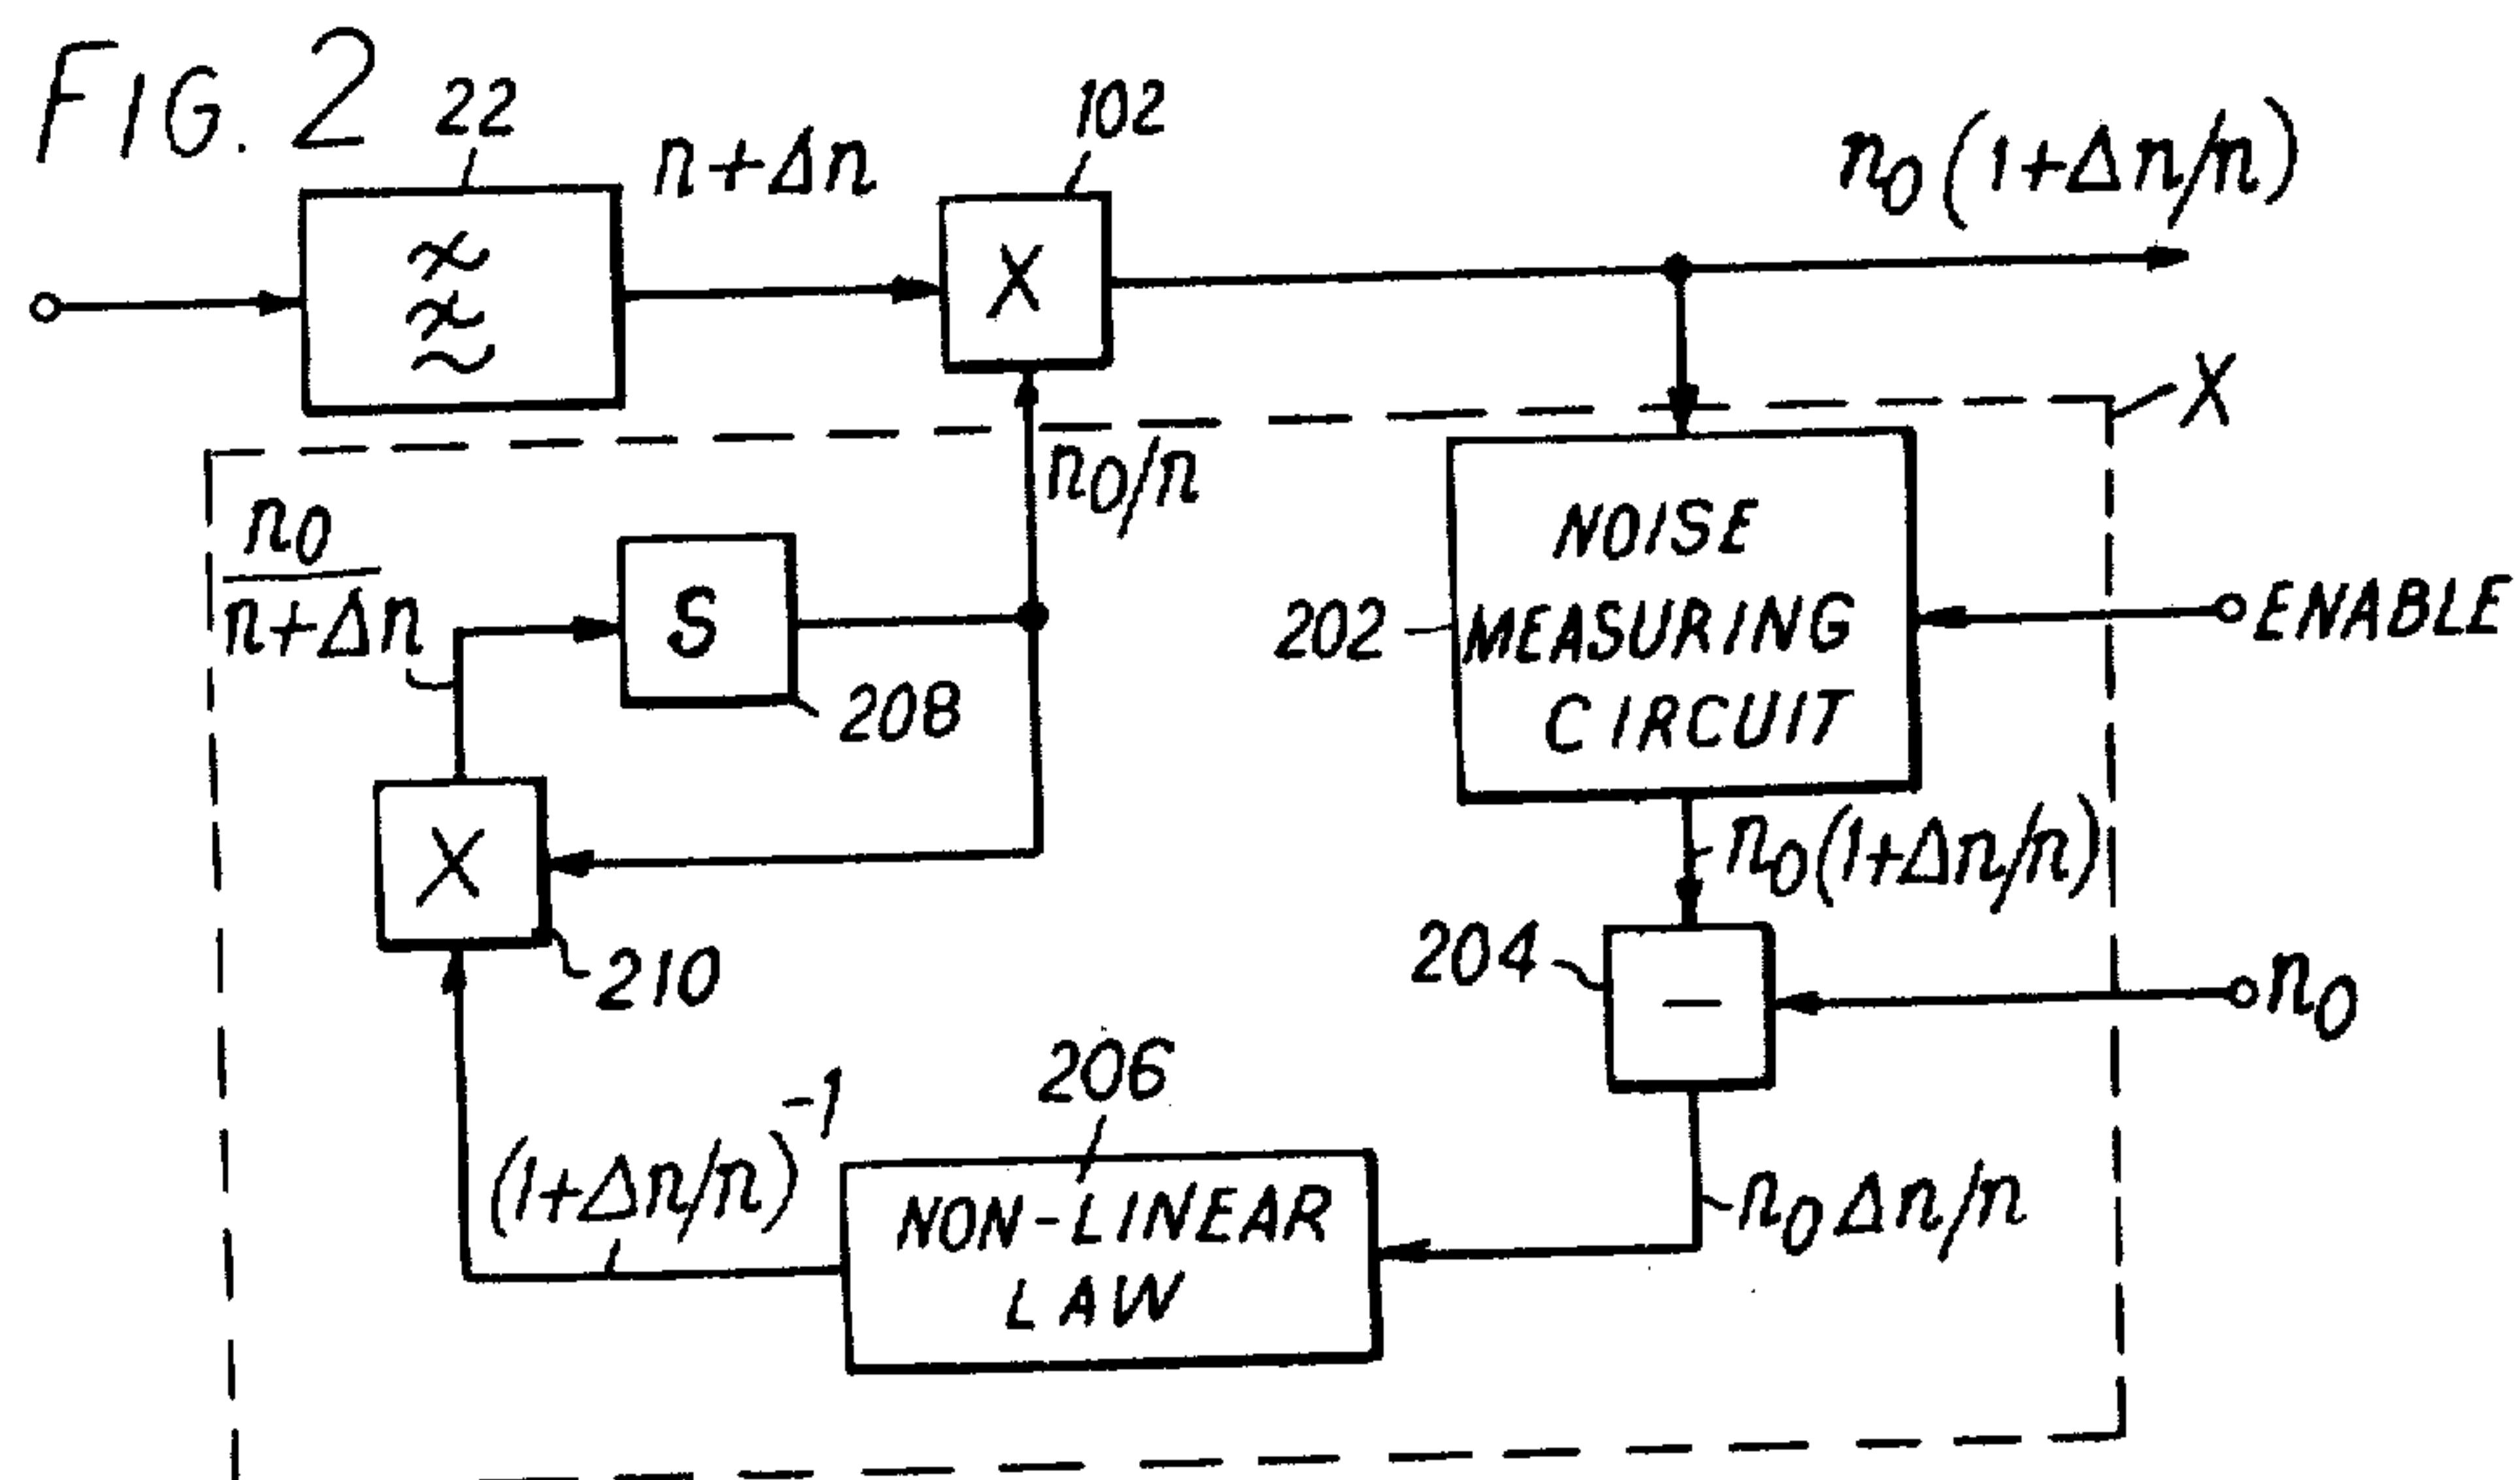 FIG. 2
22
n+Δn
102
n0(1+Δn/n)
X
X
n0/n
n0
n+Δn
S
208
NOISE
MEASURING
CIRCUIT
202
ENABLE
X
210
n0(1+Δn/n)
204
−
n0
206
(1+Δn/n)-1
NON-LINEAR
LAW
n0Δn/n